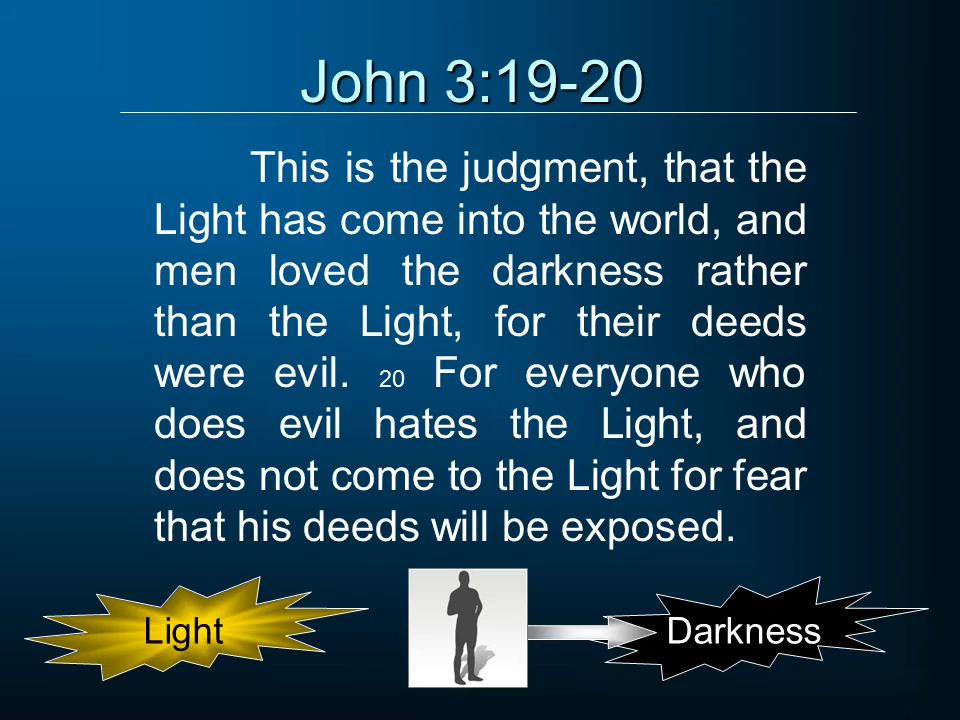 John 3:19-20
This is the judgment, that the
Light has come into the world, and
men loved the darkness rather
than the Light, for their deeds
were evil. 20 For everyone who
does evil hates the Light, and
does not come to the Light for fear
that his deeds will be exposed.
Light
Darkness